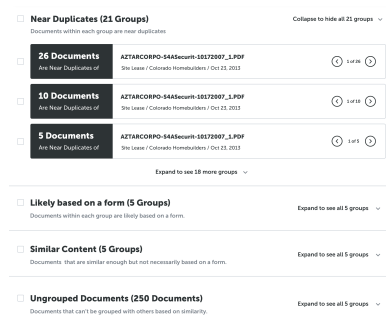 Near Duplicates (21 Groups)
Collapse to hide all 21 groups
Documents within each group are near duplicates
26 Documents
Are Near Duplicates of
AZTARCORPO-54ASecurit-10172007_1.PDF
Site Lease / Colorado Homebuilders / Oct 23, 2013
1 of 26
10 Documents
Are Near Duplicates of
AZTARCORPO-54ASecurit-10172007_1.PDF
Site Lease / Colorado Homebuilders / Oct 23, 2013
1 of 10
5 Documents
Are Near Duplicates of
AZTARCORPO-54ASecurit-10172007_1.PDF
Site Lease / Colorado Homebuilders / Oct 23, 2013
1 of 5
Expand to see 18 more groups
Likely based on a form (5 Groups)
Expand to see all 5 groups
Documents within each group are likely based on a form.
Similar Content (5 Groups)
Expand to see all 5 groups
Documents that are similar enough but not necessarily based on a form.
Ungrouped Documents (250 Documents)
Expand to see all 5 groups
Documents that can't be grouped with others based on similarity.